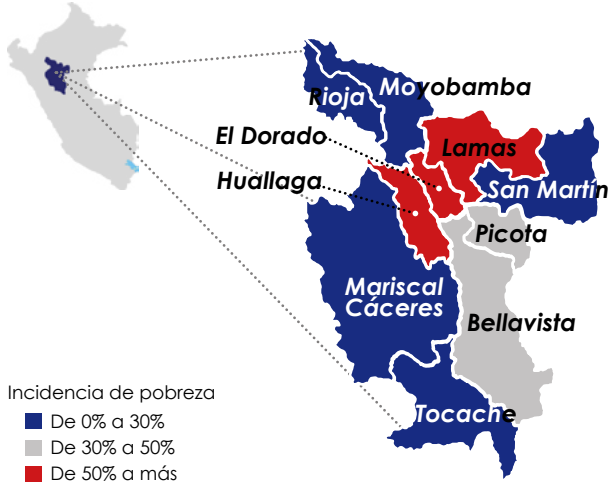 Rioja
Moyobamba
El Dorado
Lamas
Huallaga
San Martín
Picota
Mariscal
Cáceres
Bellavista
Tocache
Incidencia de pobreza
De 0% a 30%
De 30% a 50%
De 50% a más